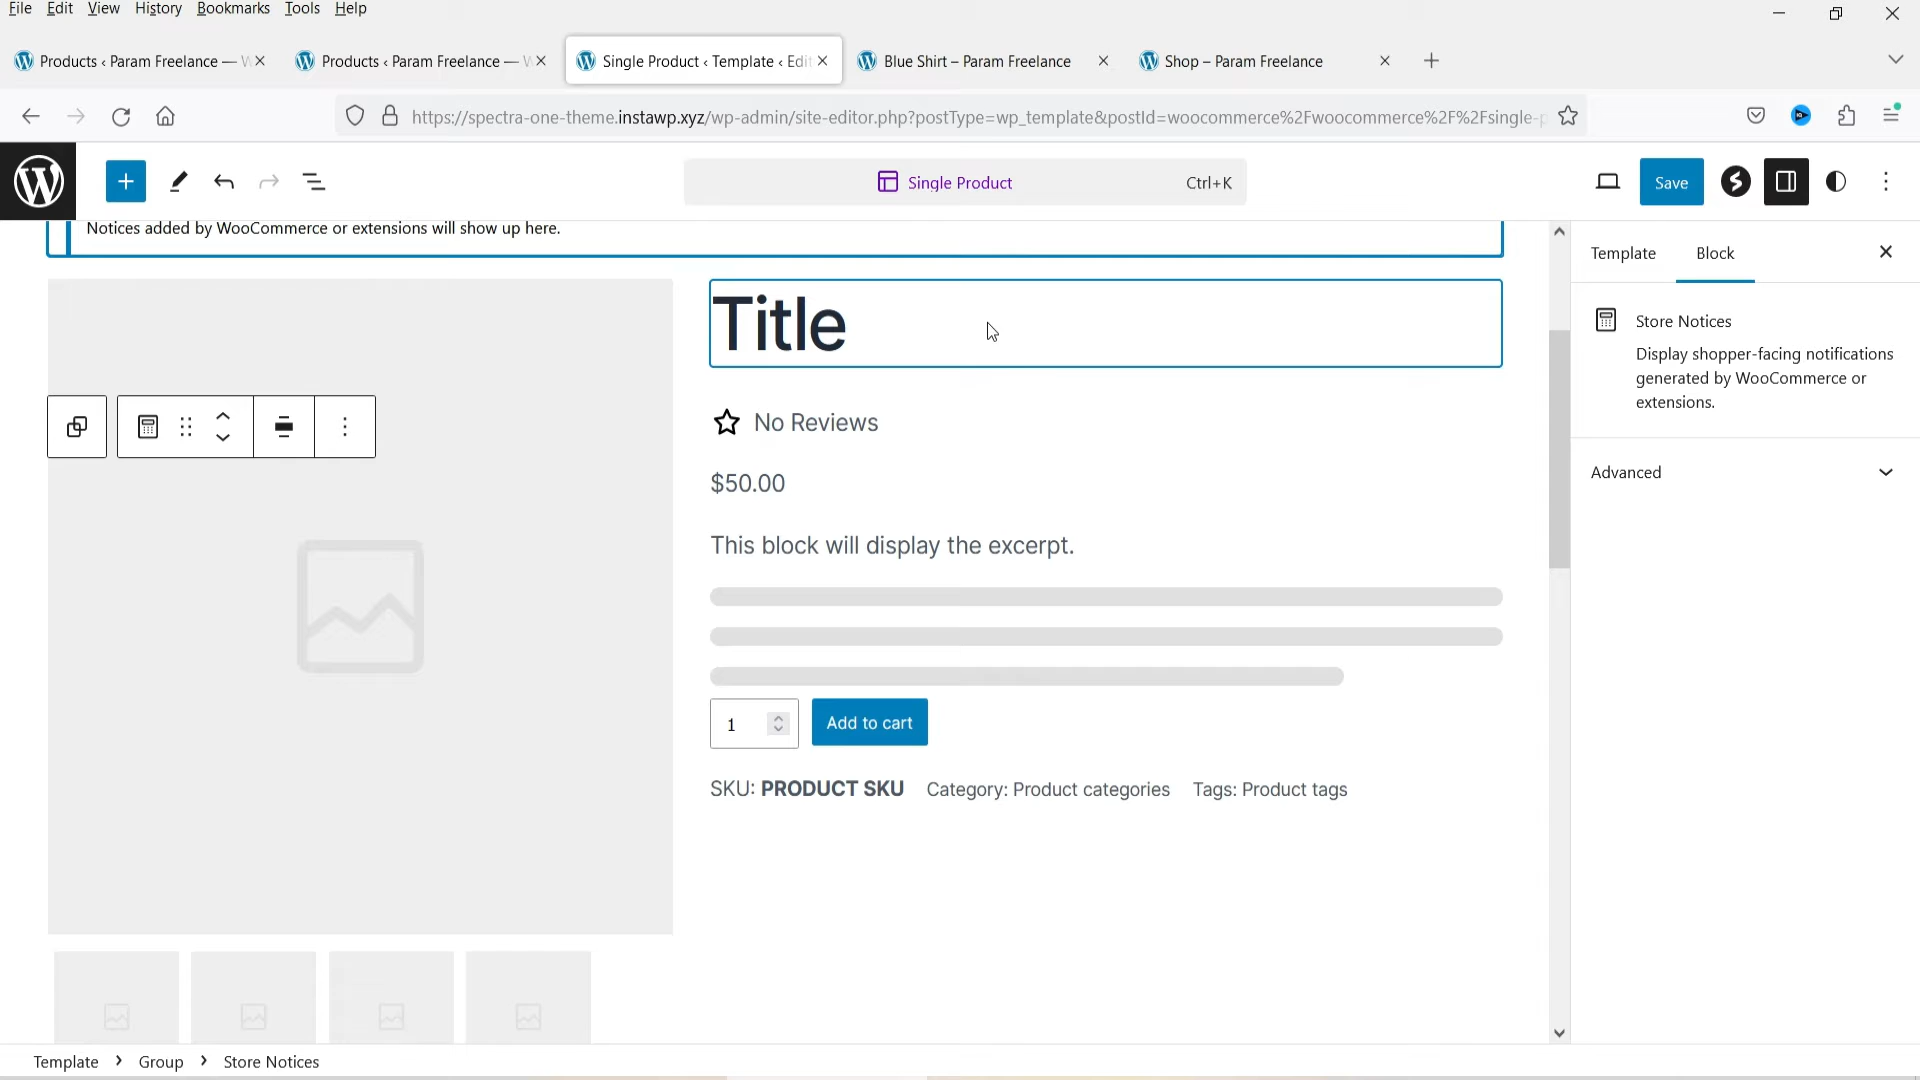 File Edit View History Bookmarks Tools Help
Products ‹ Param Freelance — W
Products ‹ Param Freelance — W
Single Product ‹ Template ‹ Edi
Blue Shirt – Param Freelance
Shop – Param Freelance
https://spectra-one-theme.instawp.xyz/wp-admin/site-editor.php?postType=wp_template&postId=woocommerce%2Fwoocommerce%2F%2Fsingle-p
Single Product Ctrl+K
Save
Notices added by WooCommerce or extensions will show up here.
Template Block
Title
Store Notices
Display shopper-facing notifications
generated by WooCommerce or
extensions.
No Reviews
Advanced
$50.00
This block will display the excerpt.
1 Add to cart
SKU: PRODUCT SKU Category: Product categories Tags: Product tags
Template › Group › Store Notices